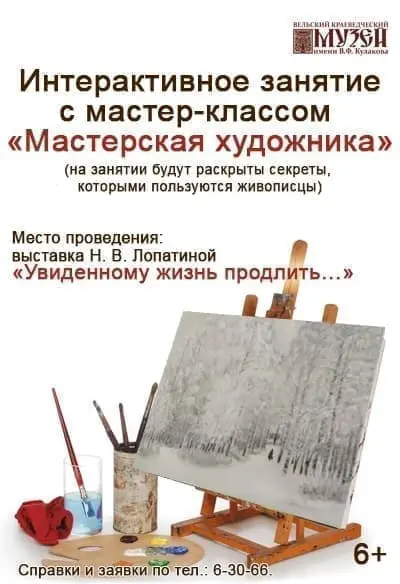 ВЕЛЬСКИЙ КРАЕВЕДЧЕСКИЙ
МУЗЕЙ
имени В.Ф. Кулакова
Интерактивное занятие
с мастер-классом
«Мастерская художника»
(на занятии будут раскрыты секреты,
которыми пользуются живописцы)
Место проведения:
выставка Н. В. Лопатиной
«Увиденному жизнь продлить...»
6+
Справки и заявки по тел.: 6-30-66.